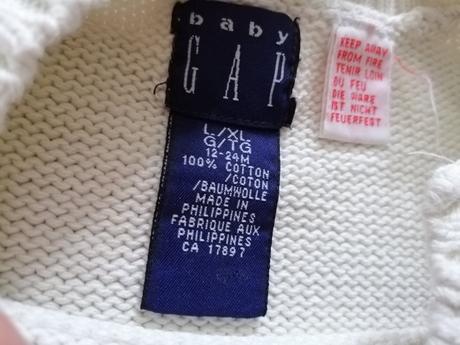 baby
GAP
L/XL
G/TG
12-24M
100% COTTON
/COTON
/BAUMWOLLE
MADE IN
PHILIPPINES
FABRIQUE AUX
PHILIPPINES
CA 17897
KEEP AWAY
FROM FIRE
TENIR LOIN
DU FEU
DIE WARE
IST NICHT
FEUERFEST